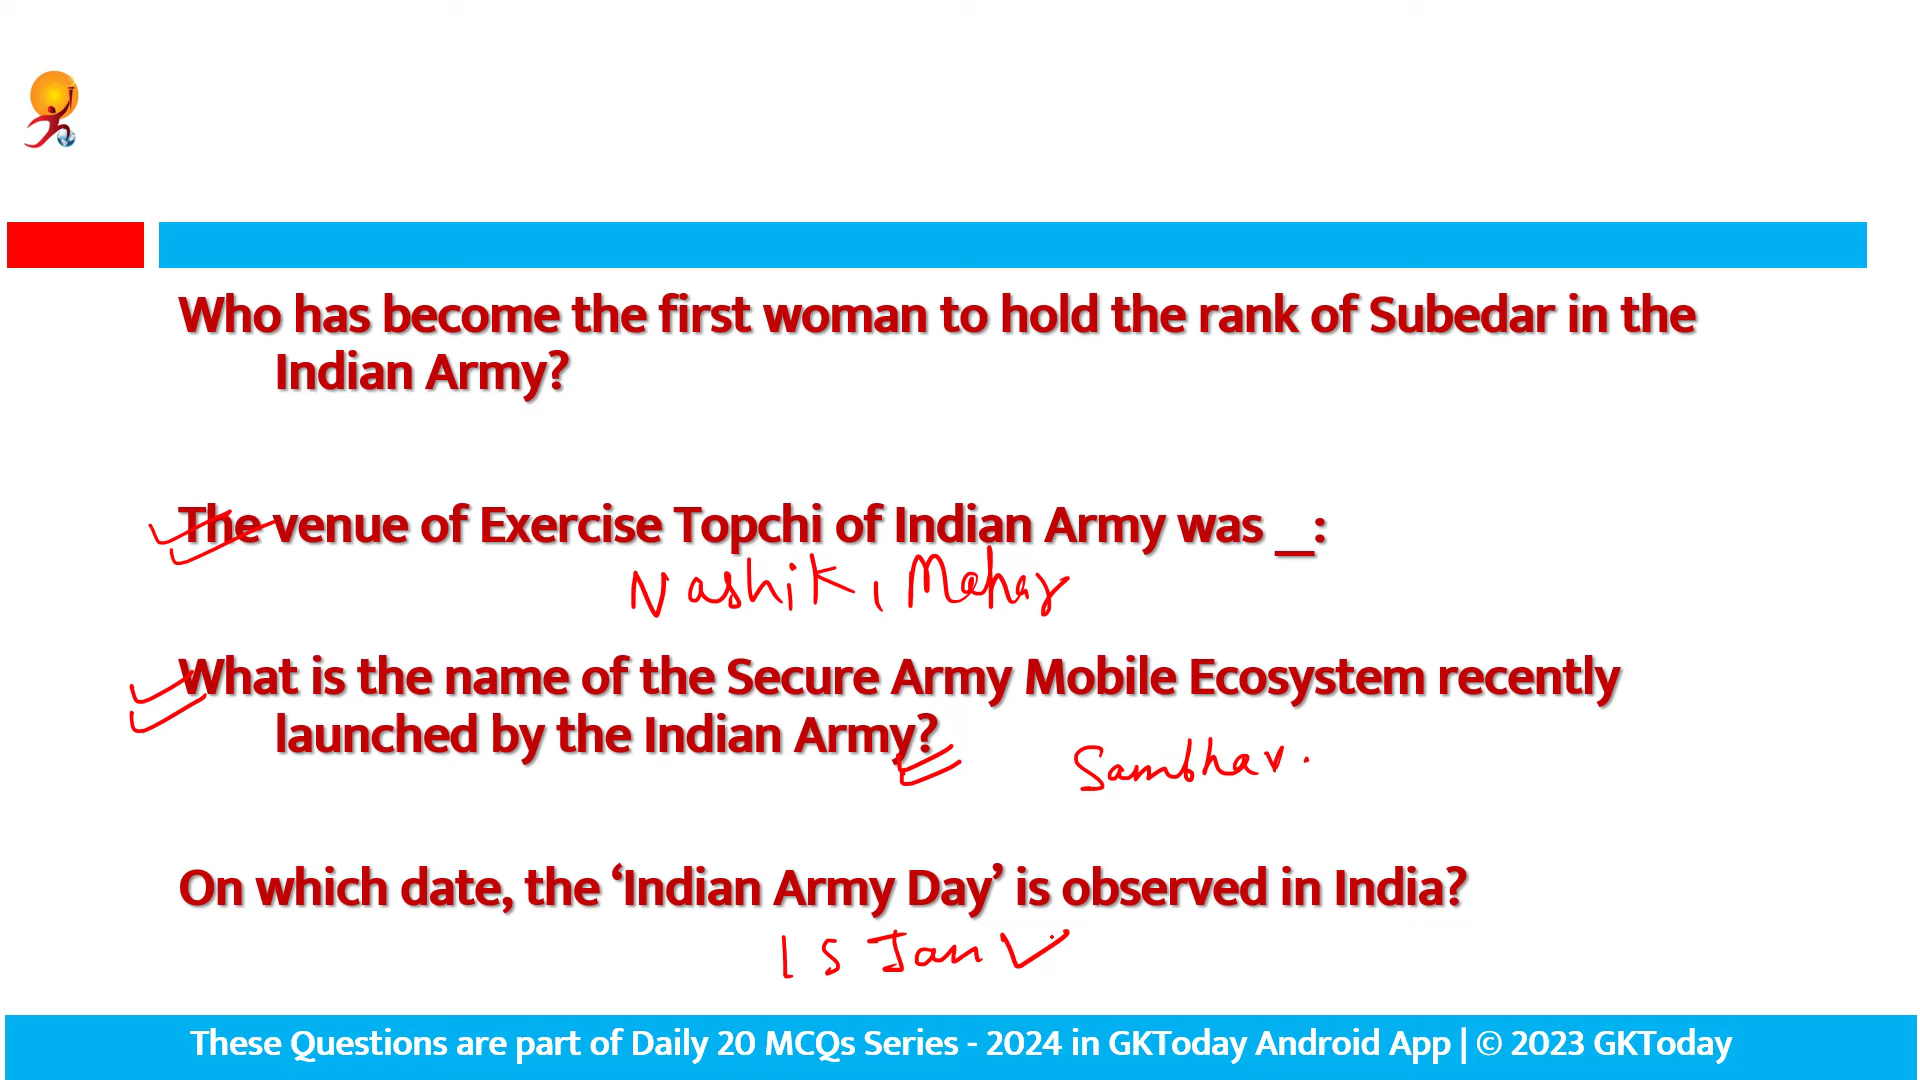 Who has become the first woman to hold the rank of Subedar in the
Indian Army?
The venue of Exercise Topchi of Indian Army was __:
Nashik, Mahar
What is the name of the Secure Army Mobile Ecosystem recently
launched by the Indian Army?
Sambhav.
On which date, the ‘Indian Army Day’ is observed in India?
15 Jan
These Questions are part of Daily 20 MCQs Series - 2024 in GKToday Android App | © 2023 GKToday